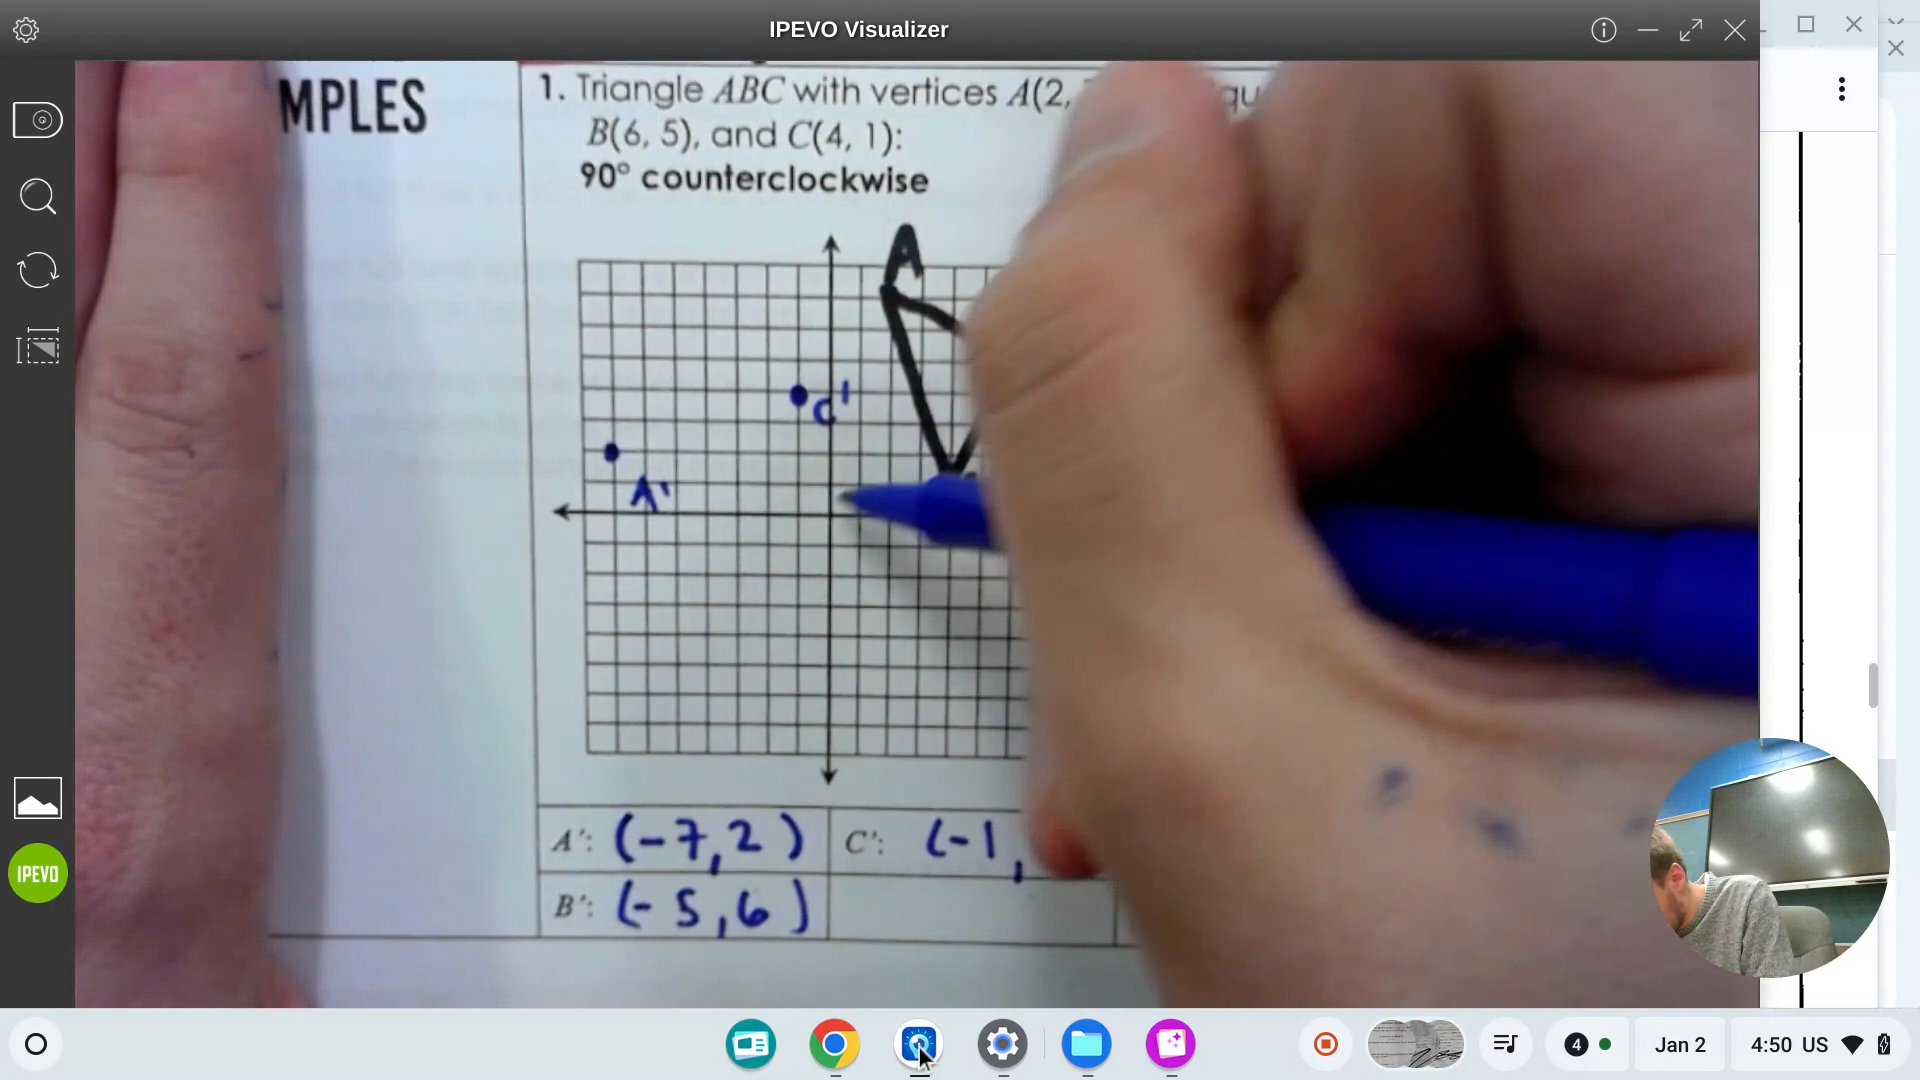 IPEVO Visualizer
MPLES
1. Triangle ABC with vertices A(2,
B(6, 5), and C(4, 1):
90° counterclockwise
A
C'
A'
A': (-7,2)
C': (-1,
B': (-5,6)
IPEVO
4
Jan 2
4:50 US